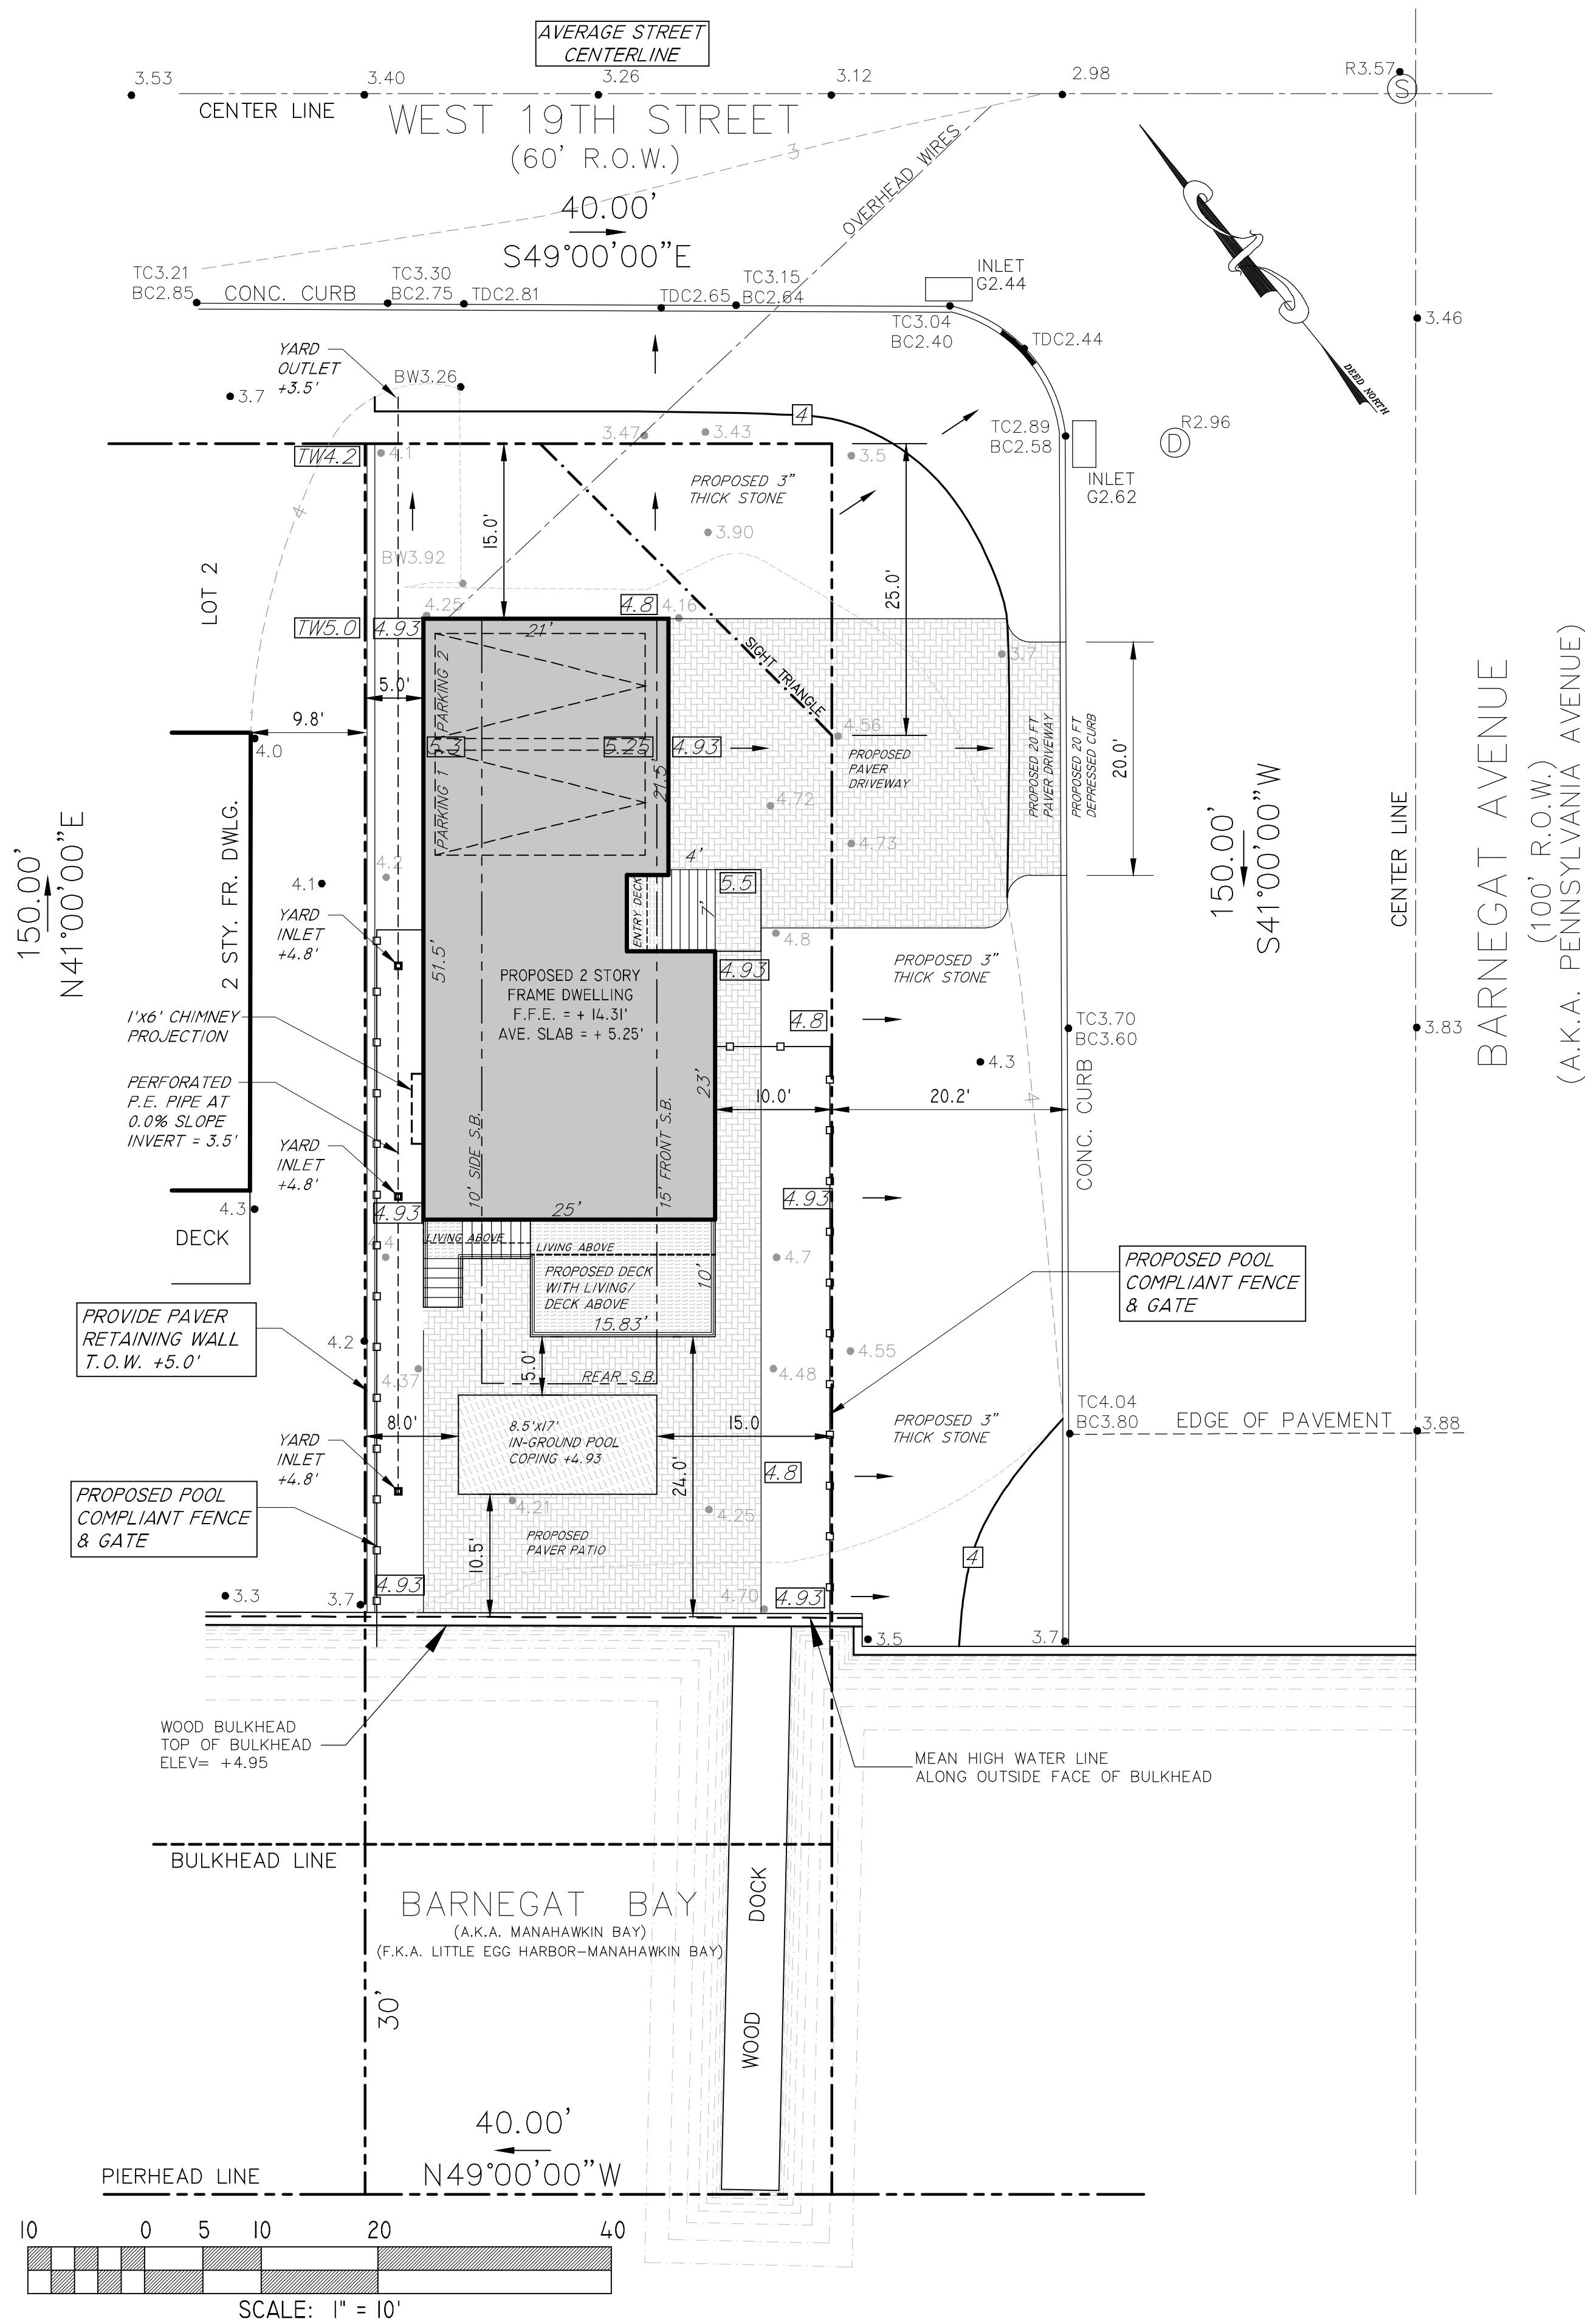 AVERAGE STREET
CENTERLINE
3.53
3.40
3.26
3.12
2.98
R3.57
S
CENTER LINE
WEST 19TH STREET
(60' R.O.W.)
3
OVERHEAD WIRES
40.00'
S49°00'00"E
DEED NORTH
TC3.21
BC2.85
CONC. CURB
TC3.30
BC2.75
TDC2.81
TDC2.65
TC3.15
BC2.64
INLET
G2.44
TC3.04
BC2.40
TDC2.44
3.46
YARD
OUTLET
+3.5'
BW3.26
3.7
4
TC2.89
BC2.58
D
R2.96
INLET
G2.62
TW4.2
4.1
3.47
3.43
3.5
PROPOSED 3"
THICK STONE
4
15.0'
3.90
BW3.92
25.0'
LOT 2
4.25
4.8
4.16
TW5.0
4.93
21'
SIGHT TRIANGLE
3.7
5.0'
PARKING 2
9.8'
4.0
5.3
5.25
4.93
4.56
PROPOSED
PAVER
DRIVEWAY
PROPOSED 20 FT
PAVER DRIVEWAY
PROPOSED 20 FT
DEPRESSED CURB
20.0'
PARKING 1
21.5'
4.72
4.73
2 STY. FR. DWLG.
150.00'
N41°00'00"E
150.00'
S41°00'00"W
CENTER LINE
BARNEGAT AVENUE
(100' R.O.W.)
(A.K.A. PENNSYLVANIA AVENUE)
4.1
4.2
4'
5.5
7'
ENTRY DECK
4.8
YARD
INLET
+4.8'
51.5'
4.93
PROPOSED 2 STORY
FRAME DWELLING
F.F.E. = + 14.31'
AVE. SLAB = + 5.25'
PROPOSED 3"
THICK STONE
1'x6' CHIMNEY
PROJECTION
4.8
TC3.70
BC3.60
3.83
4.3
PERFORATED
P.E. PIPE AT
0.0% SLOPE
INVERT = 3.5'
23'
10.0'
20.2'
4
CONC. CURB
10' SIDE S.B.
15' FRONT S.B.
YARD
INLET
+4.8'
4.93
4.3
DECK
4.93
25'
4.4
LIVING ABOVE
LIVING ABOVE
4.7
PROPOSED DECK
WITH LIVING/
DECK ABOVE
10'
15.83'
PROPOSED POOL
COMPLIANT FENCE
& GATE
PROVIDE PAVER
RETAINING WALL
T.O.W. +5.0'
4.2
4.37
5.0'
REAR S.B.
4.48
4.55
8.0'
8.5'x17'
IN-GROUND POOL
COPING +4.93
15.0
PROPOSED 3"
THICK STONE
TC4.04
BC3.80
EDGE OF PAVEMENT
3.88
YARD
INLET
+4.8'
24.0'
4.8
PROPOSED POOL
COMPLIANT FENCE
& GATE
4.21
4.25
10.5'
PROPOSED
PAVER PATIO
4
3.3
3.7
4.93
4.70
4.93
3.5
3.7
WOOD BULKHEAD
TOP OF BULKHEAD
ELEV= +4.95
MEAN HIGH WATER LINE
ALONG OUTSIDE FACE OF BULKHEAD
BULKHEAD LINE
BARNEGAT BAY
(A.K.A. MANAHAWKIN BAY)
(F.K.A. LITTLE EGG HARBOR-MANAHAWKIN BAY)
WOOD DOCK
30'
40.00'
N49°00'00"W
PIERHEAD LINE
10 0 5 10 20 40
SCALE: 1" = 10'